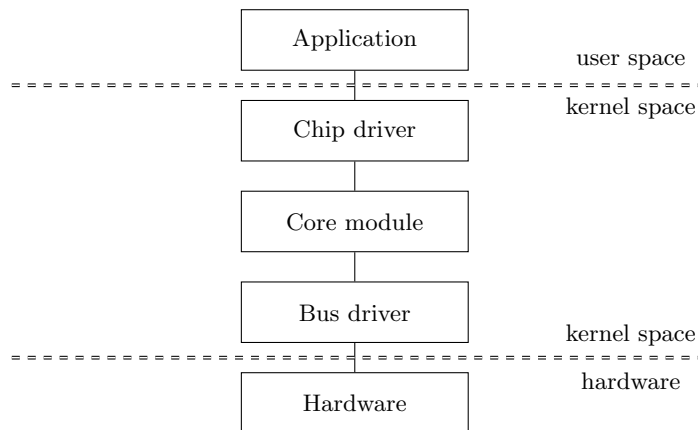 Application
user space
kernel space
Chip driver
Core module
Bus driver
kernel space
hardware
Hardware